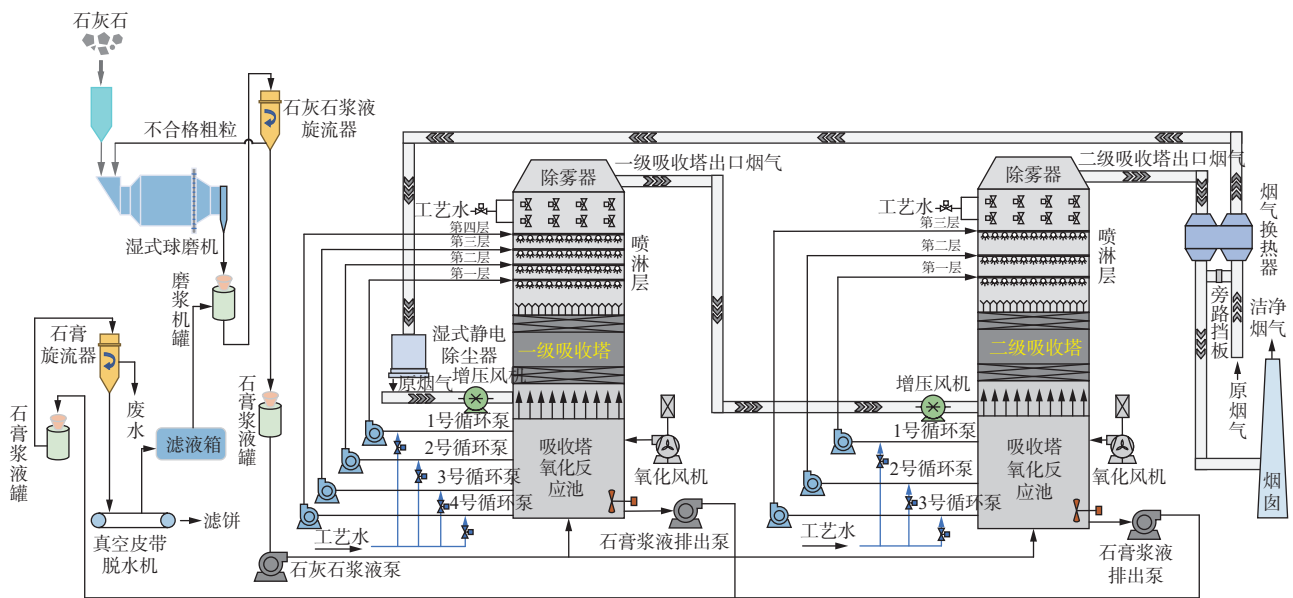 石灰石
石灰石浆液
旋流器
不合格粗粒
湿式球磨机
磨浆机罐
石膏
旋流器
废水
石膏浆液罐
滤液箱
滤饼
真空皮带
脱水机
石膏浆液罐
石灰石浆液泵
一级吸收塔出口烟气
除雾器
工艺水
第四层
第三层
第二层
第一层
喷淋层
湿式静电
除尘器
一级吸收塔
原烟气
增压风机
1号循环泵
2号循环泵
3号循环泵
4号循环泵
吸收塔
氧化反
应池
氧化风机
工艺水
石膏浆液排出泵
二级吸收塔出口烟气
除雾器
工艺水
第三层
第二层
第一层
喷淋层
二级吸收塔
增压风机
1号循环泵
2号循环泵
3号循环泵
吸收塔
氧化反
应池
氧化风机
工艺水
石膏浆液
排出泵
烟气换热器
旁路挡板
洁净
烟气
原烟气
烟囱